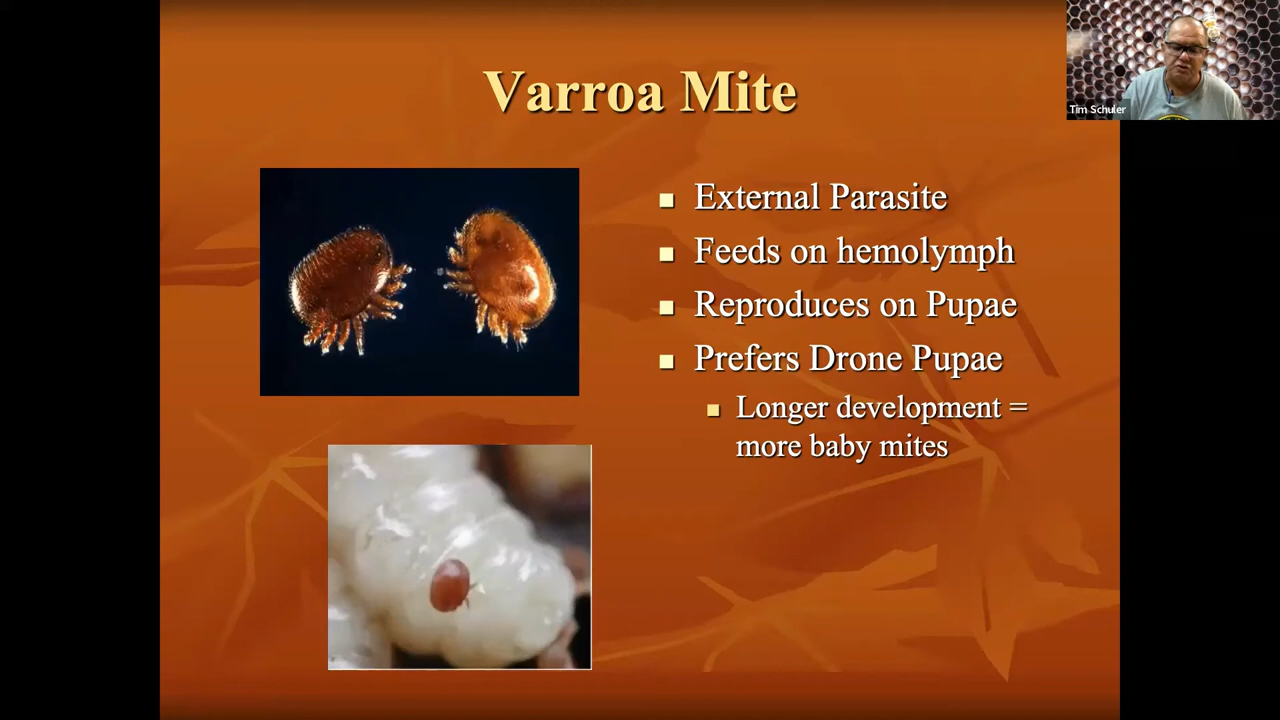 Varroa Mite
Tim Schuler
External Parasite
Feeds on hemolymph
Reproduces on Pupae
Prefers Drone Pupae
Longer development =
more baby mites